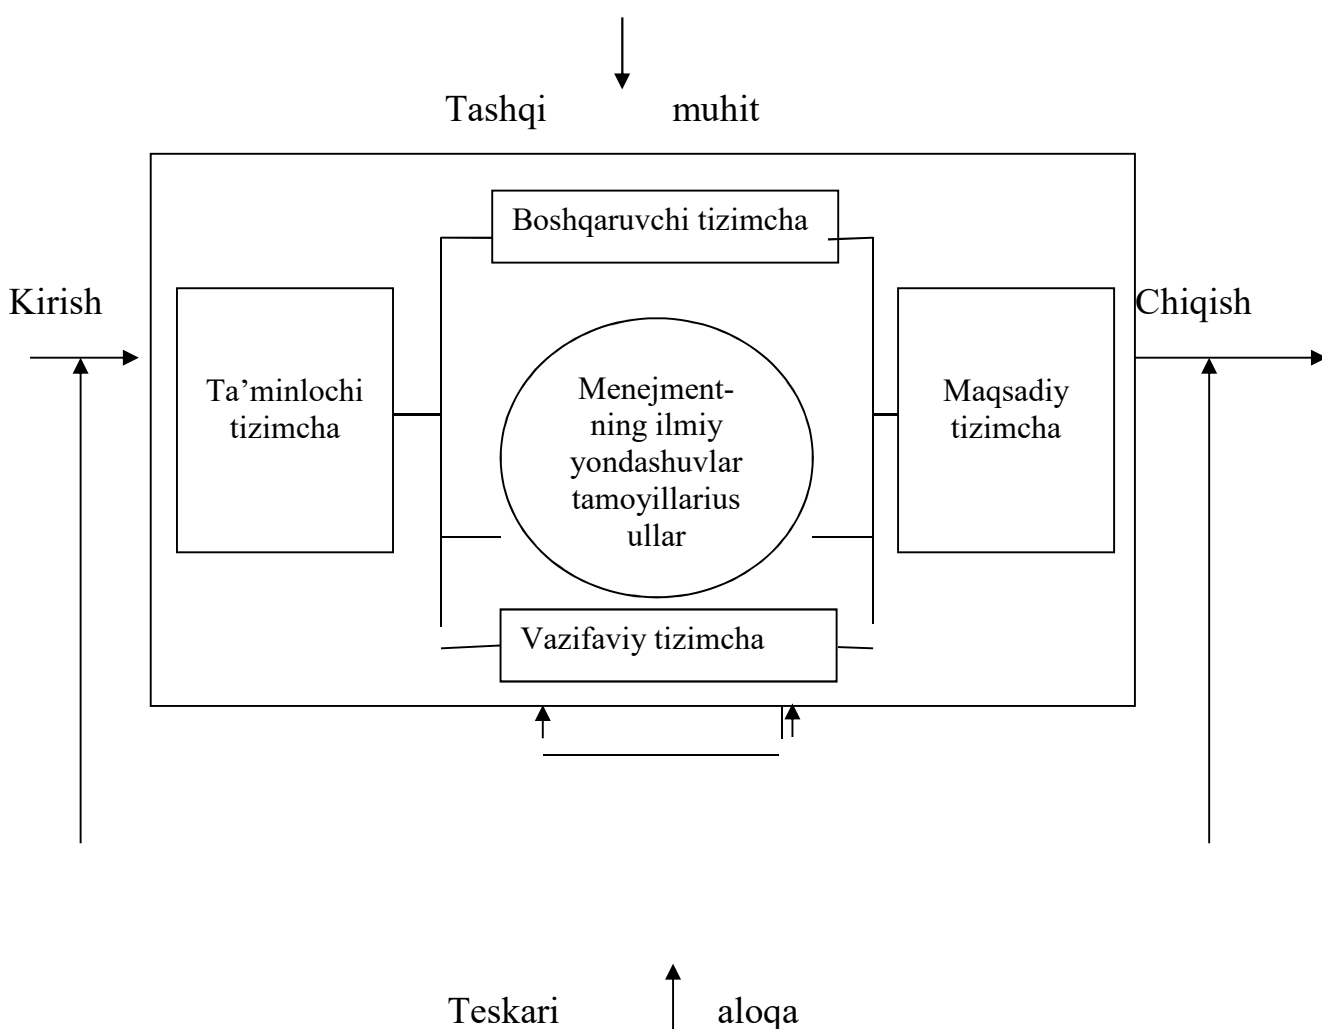 Tashqi muhit
Boshqaruvchi tizimcha
Kirish
Chiqish
Ta’minlochi
tizimcha
Menejment-
ning ilmiy
yondashuvlar
tamoyillarius
ullar
Maqsadiy
tizimcha
Vazifaviy tizimcha
Teskari aloqa